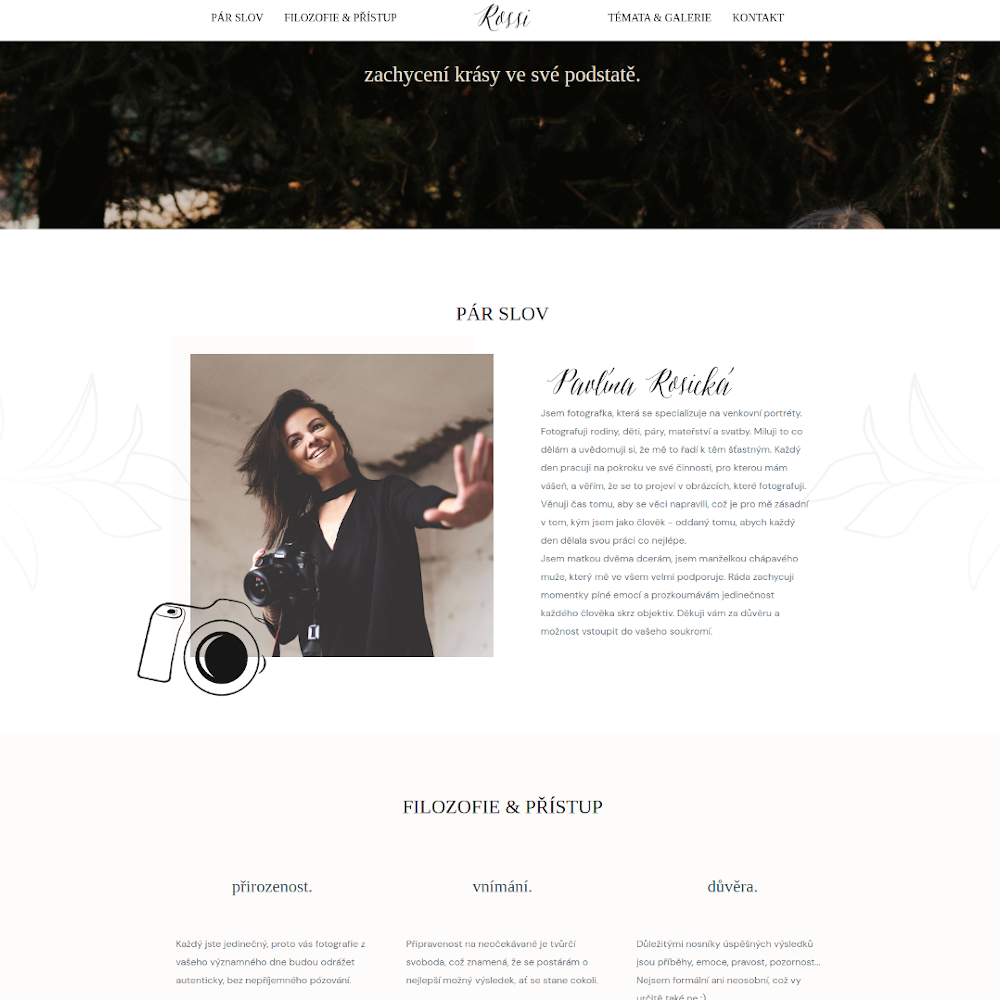 PÁR SLOV FILOZOFIE & PŘÍSTUP Rossi TÉMATA & GALERIE KONTAKT
zachycení krásy ve své podstatě.
PÁR SLOV
Pavlína Rosická
Jsem fotografka, která se specializuje na venkovní portréty.
Fotografuji rodiny, děti, páry, mateřství a svatby. Miluji to co
dělám a uvědomuji si, že mě to řadí k těm šťastným. Každý
den pracuji na pokroku ve své činnosti, pro kterou mám
vášeň, a věřím, že se to projeví v obrázcích, které fotografuji.
Věnuji čas tomu, aby se věci napravili, což je pro mě zásadní
v tom, kým jsem jako člověk – oddaný tomu, abych každý
den dělala svou práci co nejlépe.
Jsem matkou dvěma dcerám, jsem manželkou chápavého
muže, který mě ve všem velmi podporuje. Ráda zachycuji
momentky plné emocí a prozkoumávám jedinečnost
každého člověka skrz objektiv. Děkuji vám za důvěru a
možnost vstoupit do vašeho soukromí.
FILOZOFIE & PŘÍSTUP
přirozenost.
Každý jste jedinečný, proto vás fotografie z
vašeho významného dne budou odrážet
autenticky, bez nepříjemného pózování.
vnímání.
Připravenost na neočekávané je tvůrčí
svoboda, což znamená, že se postarám o
nejlepší možný výsledek, ať se stane cokoli.
důvěra.
Důležitými nosníky úspěšných výsledků
jsou příběhy, emoce, pravost, pozornost...
Nejsem formální ani neosobní, což vy
určitě také ne :)